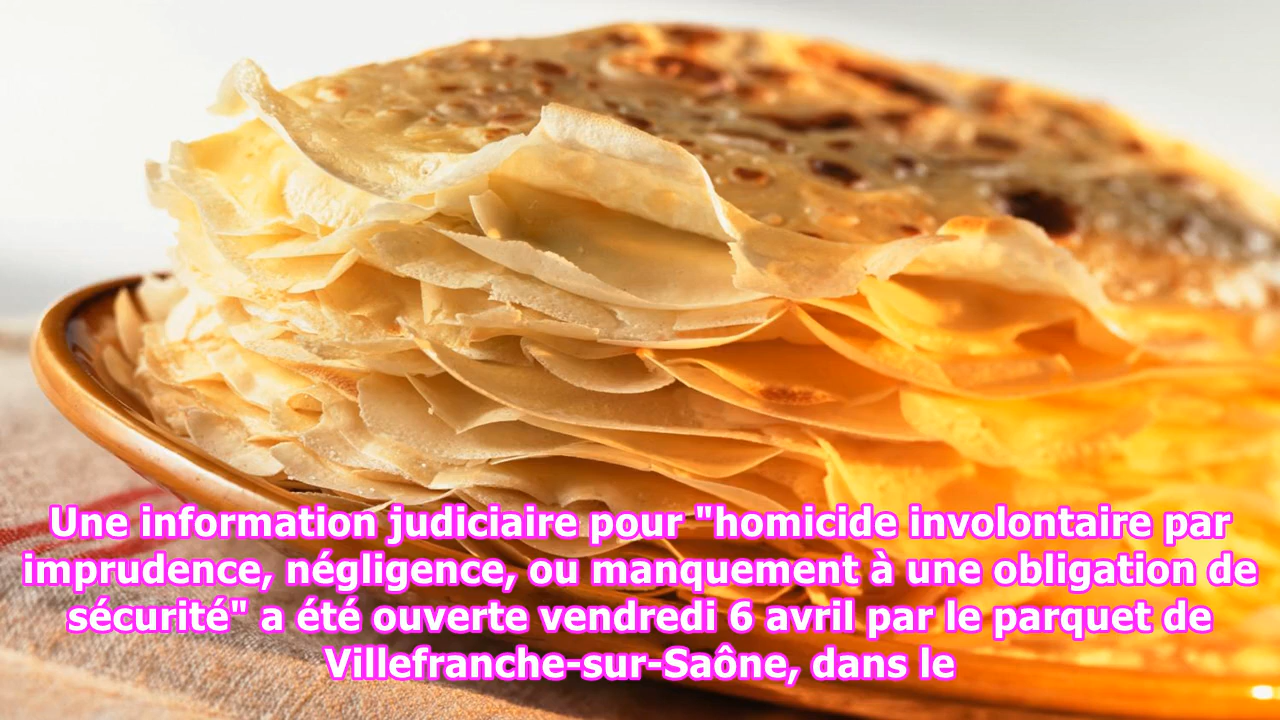 Une information judiciaire pour "homicide involontaire par
imprudence, négligence, ou manquement à une obligation de
sécurité" a été ouverte vendredi 6 avril par le parquet de
Villefranche-sur-Saône, dans le